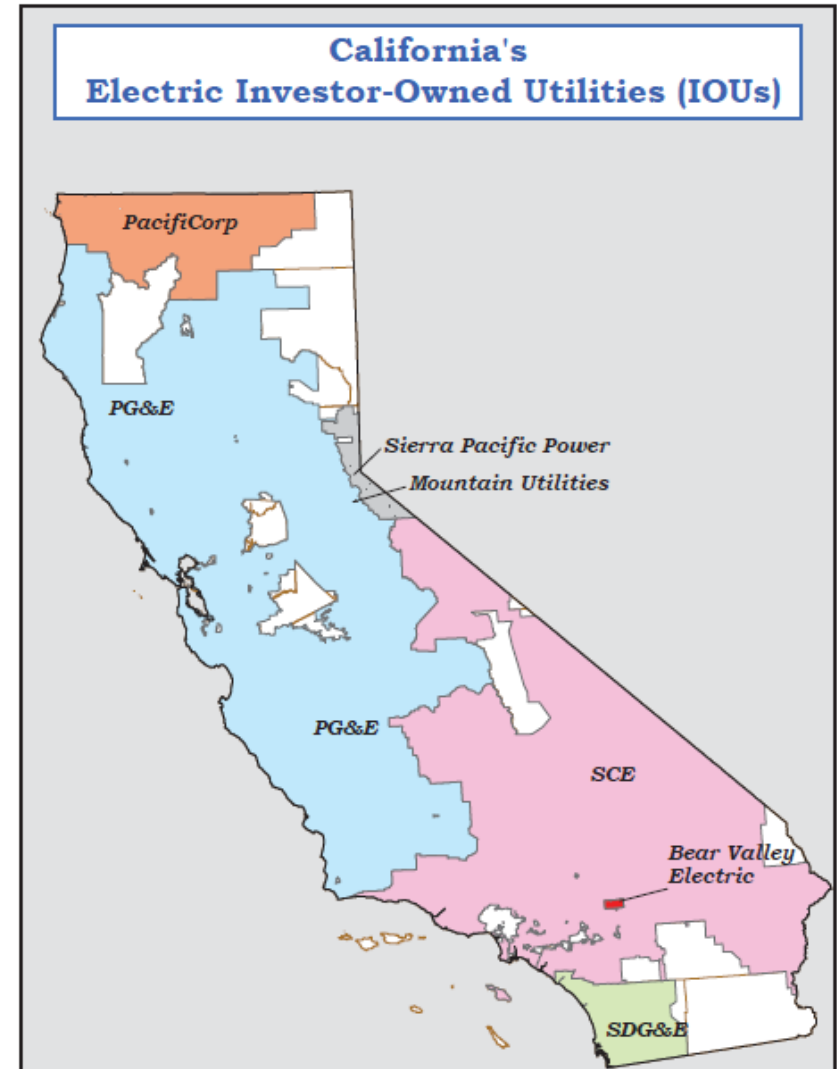 California's
Electric Investor-Owned Utilities (IOUs)
PacifiCorp
PG&E
Sierra Pacific Power
Mountain Utilities
PG&E
SCE
Bear Valley
Electric
SDG&E